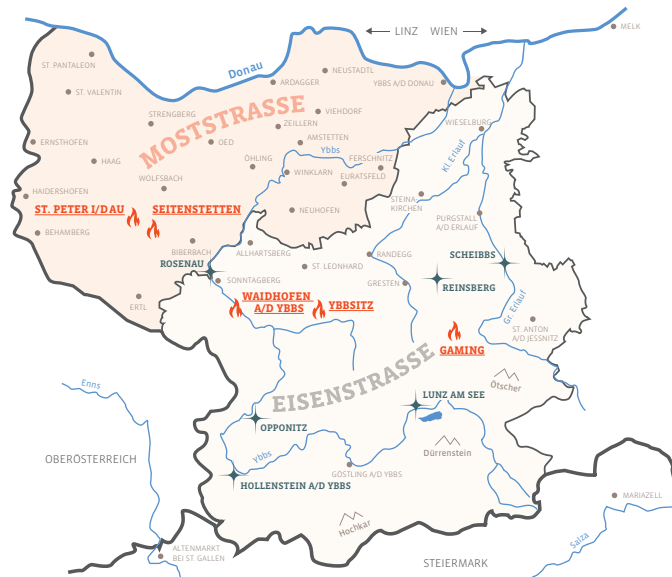 LINZ WIEN
MELK
ST. PANTALEON
Donau
NEUSTADTL
ARDAGGER
YBBS A/D DONAU
ST. VALENTIN
MOSTSTRASSE
STRENGBERG
VIEHDORF
ZEILLERN
WIESELBURG
ERNSTHOFEN
OED
AMSTETTEN
Ybbs
Kl. Erlauf
HAAG
ÖHLING
FERSCHNITZ
WINKLARN
EURATSFELD
WOLFSBACH
HAIDERSHOFEN
STEINA-
KIRCHEN
ST. PETER I/D AU
SEITENSTETTEN
NEUHOFEN
PURGSTALL
A/D ERLAUF
BEHAMBERG
BIBERBACH
ALLHARTSBERG
RANDEGG
SCHEIBBS
ROSENAU
ST. LEONHARD
SONNTAGBERG
GRESTEN
REINSBERG
ERTL
WAIDHOFEN
A/D YBBS
YBBSITZ
Gr. Erlauf
ST. ANTON
A/D JESSNITZ
GAMING
EISENSTRASSE
Ötscher
Enns
LUNZ AM SEE
OPPONITZ
Dürrenstein
OBERÖSTERREICH
Ybbs
GÖSTLING A/D YBBS
HOLLENSTEIN A/D YBBS
MARIAZELL
Hochkar
Salza
ALTENMARKT
BEI ST. GALLEN
STEIERMARK